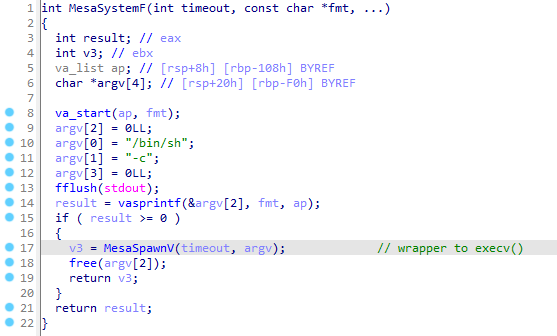 1 int MesaSystemF(int timeout, const char *fmt, ...)
2 {
3 int result; // eax
4 int v3; // ebx
5 va_list ap; // [rsp+8h] [rbp-108h] BYREF
6 char *argv[4]; // [rsp+20h] [rbp-F0h] BYREF
7
8 va_start(ap, fmt);
9 argv[2] = 0LL;
10 argv[0] = "/bin/sh";
11 argv[1] = "-c";
12 argv[3] = 0LL;
13 fflush(stdout);
14 result = vasprintf(&argv[2], fmt, ap);
15 if ( result >= 0 )
16 {
17 v3 = MesaSpawnV(timeout, argv); // wrapper to execv()
18 free(argv[2]);
19 return v3;
20 }
21 return result;
22 }